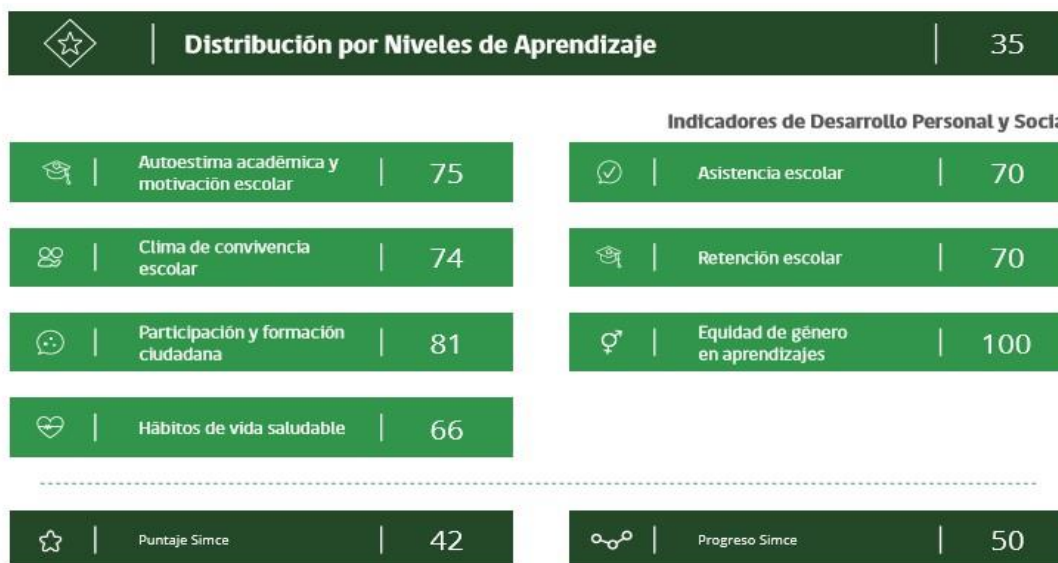 Distribución por Niveles de Aprendizaje 35
Indicadores de Desarrollo Personal y Socia
Autoestima académica y
motivación escolar 75
Asistencia escolar 70
Clima de convivencia
escolar 74
Retención escolar 70
Participación y formación
ciudadana 81
Equidad de género
en aprendizajes 100
Hábitos de vida saludable 66
Puntaje Simce 42
Progreso Simce 50